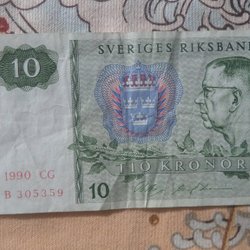 SVERIGES RIKSBANK
10
1990 CG
B 305359
TIO KRONOR
10